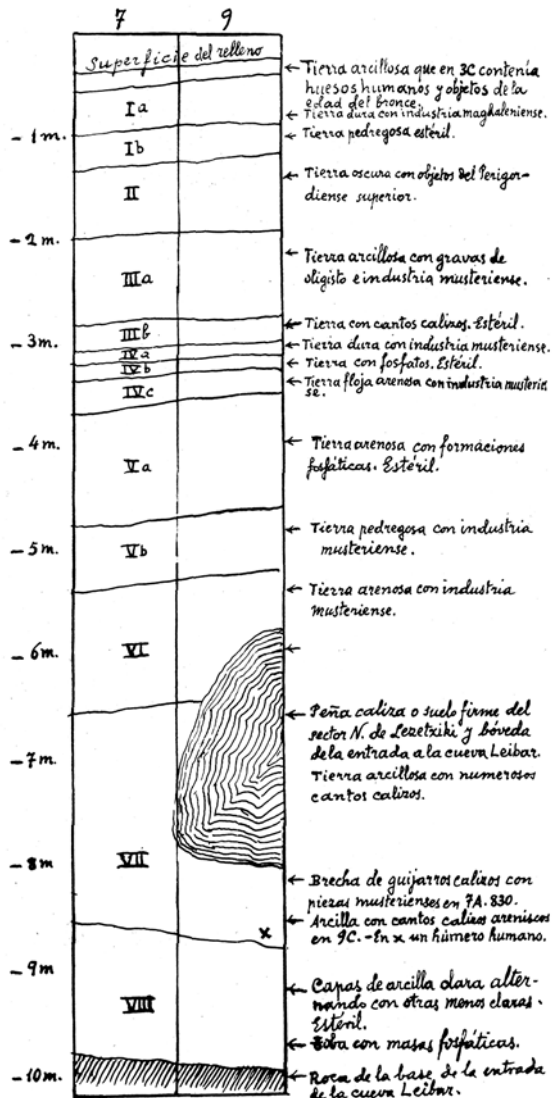 7 9
Superficie del relleno
Tierra arcillosa que en 3C contenía
huesos humanos y objetos de la
edad del bronce.
Ia
Tierra dura con industria magdaleniense.
- 1m.
Tierra pedregosa estéril.
Ib
Tierra oscura con objetos del Perigor-
diense superior.
II
- 2 m.
Tierra arcillosa con gravas de
oligisto e industria musteriense.
IIIa
Tierra con cantos calizos. Estéril.
IIIb
- 3m.
Tierra dura con industria musteriense.
IVa
Tierra con fosfatos. Estéril.
IVb
Tierra floja arenosa con industria musterien
se.
IVc
- 4m.
Tierra arenosa con formaciones
fosfáticas. Estéril.
Va
Tierra pedregosa con industria
musteriense.
- 5m.
Vb
Tierra arenosa con industria
musteriense.
- 6m.
VI
Peña caliza o suelo firme del
sector N. de Lezetxiki y bóveda
de la entrada a la cueva Leibar.
- 7m.
Tierra arcillosa con numerosos
cantos calizos.
- 8m.
VII
Brecha de guijarros calizos con
piezas musterienses en 7A. 830.
Arcilla con cantos calizos areniscos
en 9C. - En x un húmero humano.
x
- 9m.
Capas de arcilla clara alter-
nando con otras menos claras.
Estéril.
VIII
Toba con masas fosfáticas.
- 10m.
Roca de la base de la entrada
de la cueva Leibar.